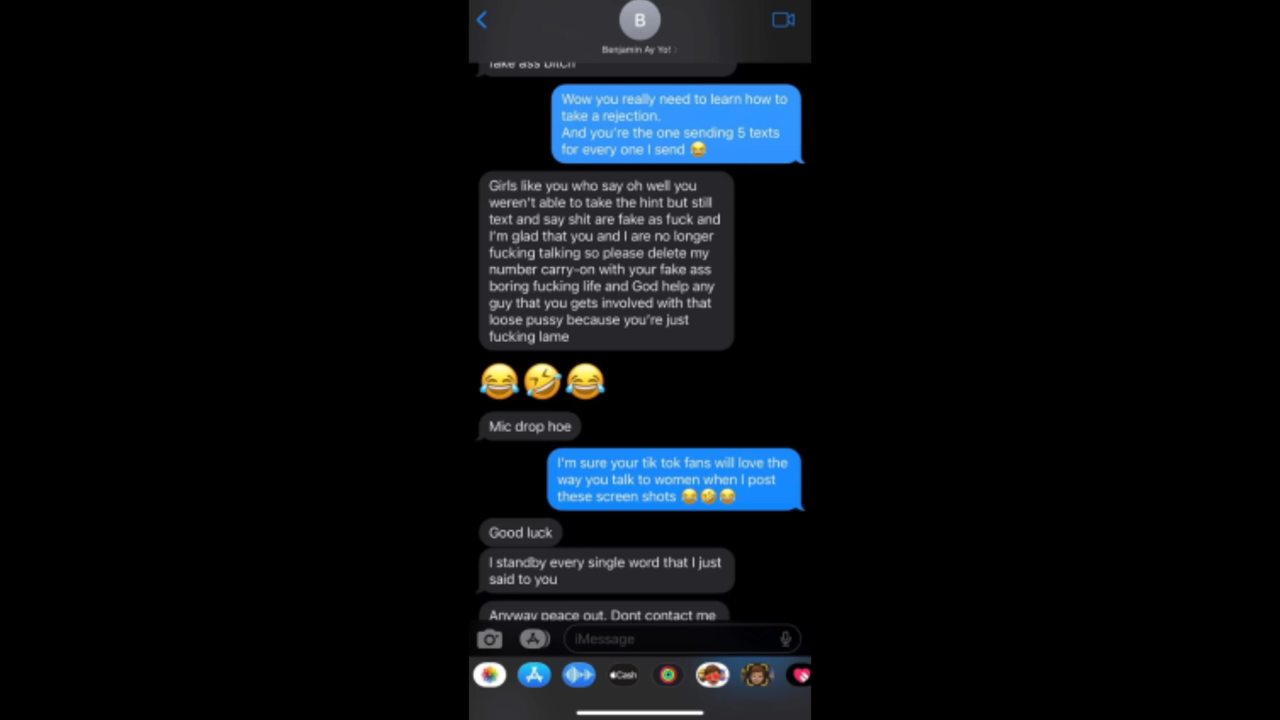 B
Benjamin Ay Yo!
fake ass bitch
Wow you really need to learn how to
take a rejection.
And you're the one sending 5 texts
for every one I send 😂
Girls like you who say oh well you
weren't able to take the hint but still
text and say shit are fake as fuck and
I'm glad that you and I are no longer
fucking talking so please delete my
number carry-on with your fake ass
boring fucking life and God help any
guy that you gets involved with that
loose pussy because you're just
fucking lame
😂🤣😂
Mic drop hoe
I'm sure your tik tok fans will love the
way you talk to women when I post
these screen shots 😂🤣😂
Good luck
I standby every single word that I just
said to you
Anyway peace out. Dont contact me
iMessage
Cash